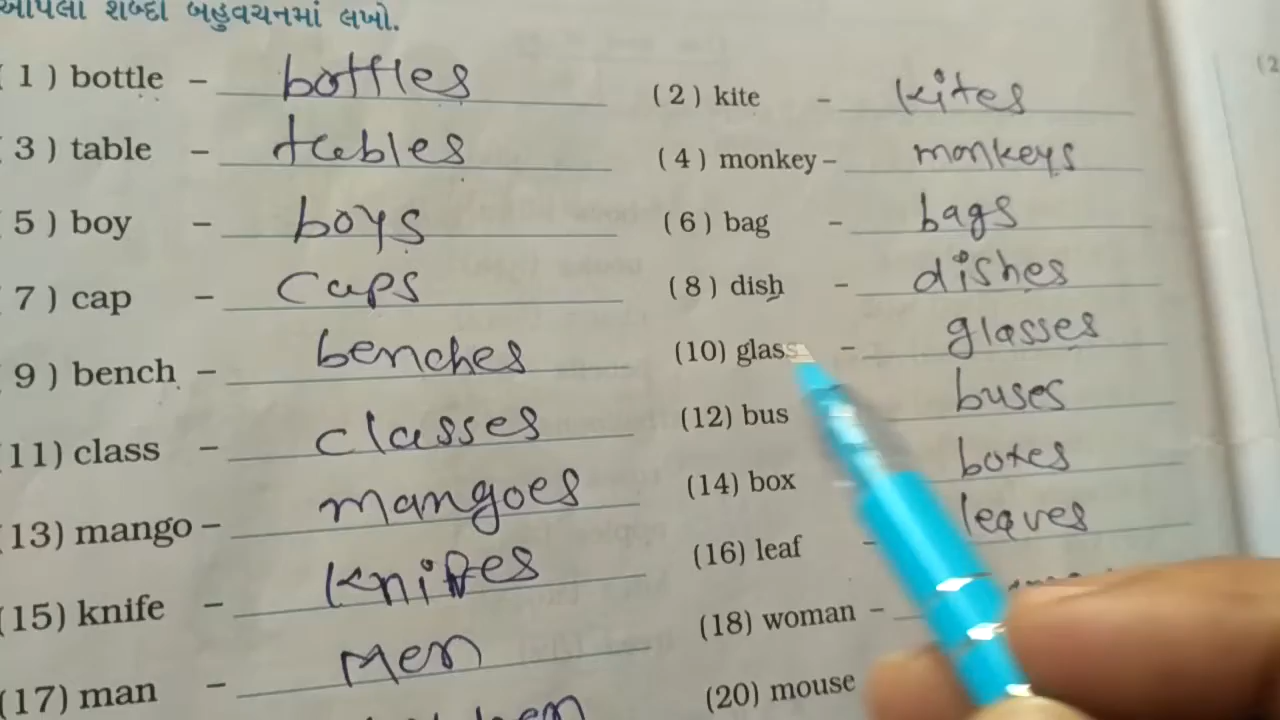 આપેલા શબ્દો બહુવચનમાં લખો.
( 1 ) bottle - bottles ( 2 ) kite - kites
3 ) table - tables ( 4 ) monkey - monkeys
5 ) boy - boys ( 6 ) bag - bags
7 ) cap - caps ( 8 ) dish - dishes
9 ) bench - benches (10) glass - glasses
(11) class - classes (12) bus buses
(13) mango - mangoes (14) box - boxes
(15) knife - knifes (16) leaf - leaves
(17) man - Men (18) woman -
(20) mouse